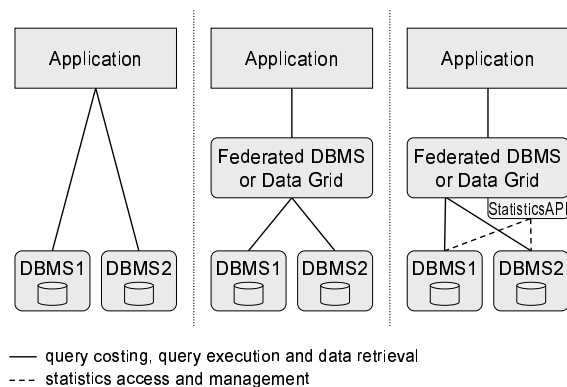 Application
Application
Application
Federated DBMS
or Data Grid
Federated DBMS
or Data Grid
StatisticsAPI
DBMS1
DBMS2
DBMS1
DBMS2
DBMS1
DBMS2
query costing, query execution and data retrieval
statistics access and management